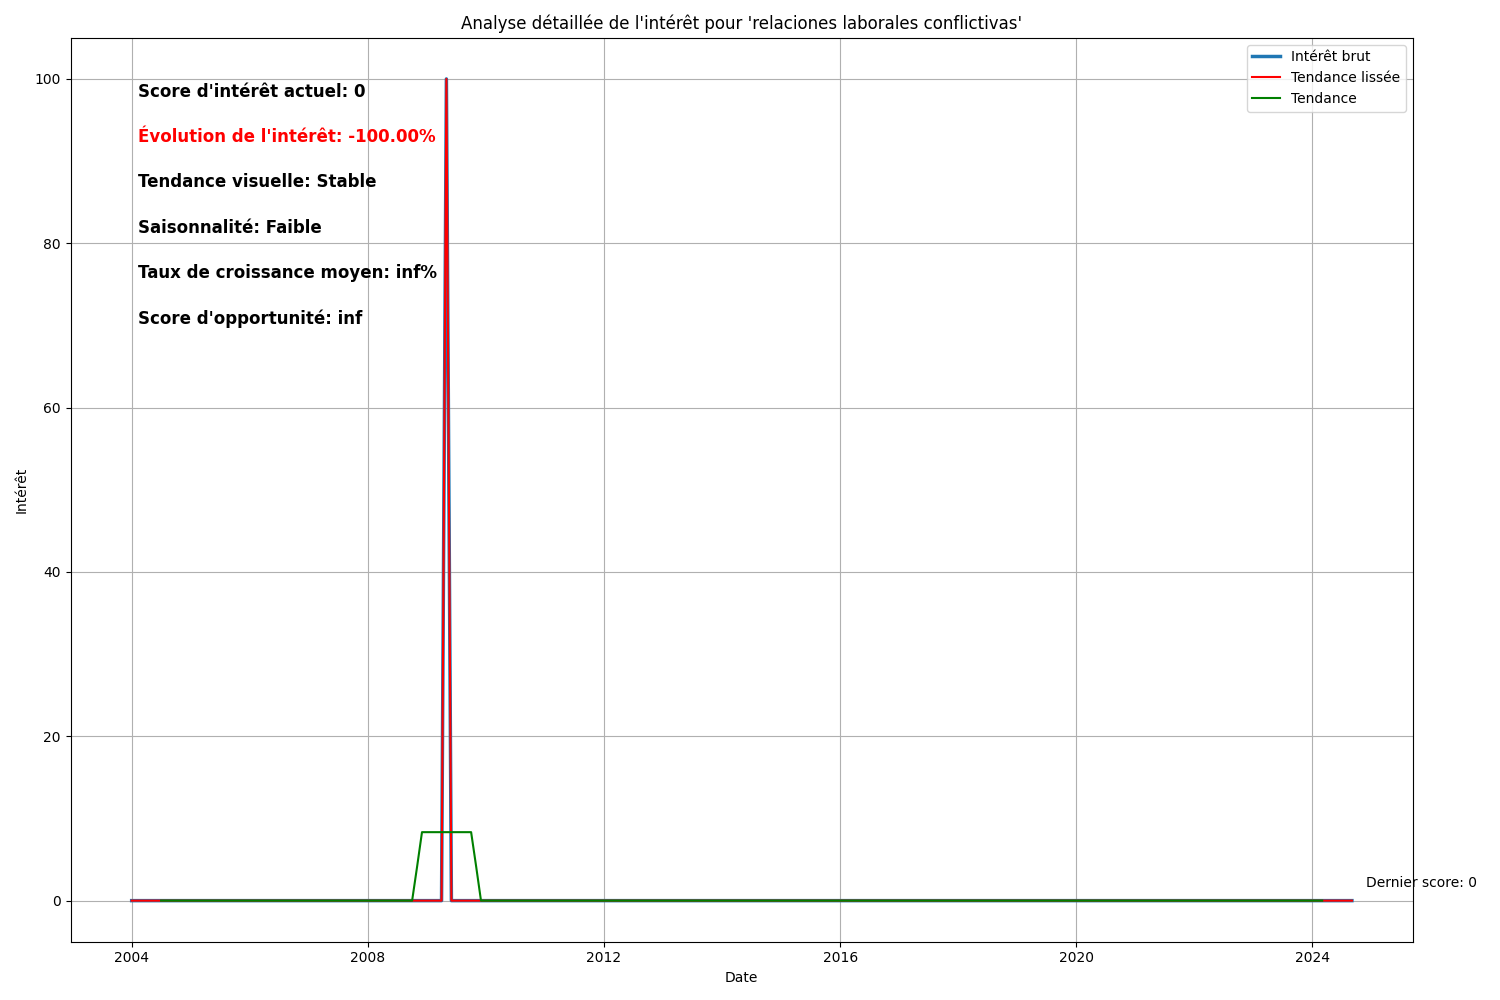 Analyse détaillée de l'intérêt pour 'relaciones laborales conflictivas'
Intérêt brut
Tendance lissée
Tendance
Score d'intérêt actuel: 0
Évolution de l'intérêt: -100.00%
Tendance visuelle: Stable
Saisonnalité: Faible
Taux de croissance moyen: inf%
Score d'opportunité: inf
100
80
60
40
20
0
Intérêt
Dernier score: 0
2004
2008
2012
2016
2020
2024
Date